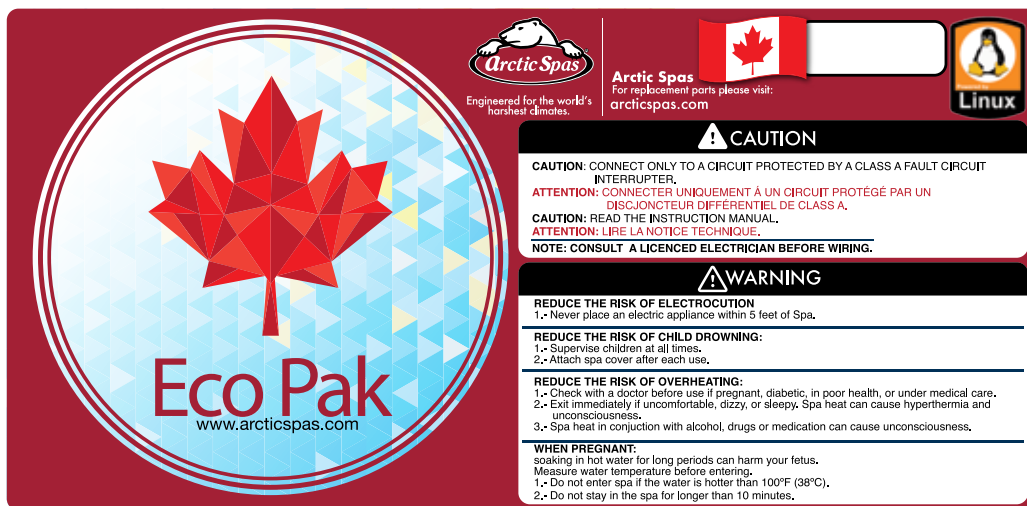 Eco Pak
www.arcticspas.com
Arctic Spas
Engineered for the world's
harshest climates.
Arctic Spas
For replacement parts please visit:
arcticspas.com
Powered by
Linux
CAUTION
CAUTION: CONNECT ONLY TO A CIRCUIT PROTECTED BY A CLASS A FAULT CIRCUIT
INTERRUPTER.
ATTENTION: CONNECTER UNIQUEMENT À UN CIRCUIT PROTÉGÉ PAR UN
DISCJONCTEUR DIFFÉRENTIEL DE CLASS A.
CAUTION: READ THE INSTRUCTION MANUAL.
ATTENTION: LIRE LA NOTICE TECHNIQUE.
NOTE: CONSULT A LICENCED ELECTRICIAN BEFORE WIRING.
WARNING
REDUCE THE RISK OF ELECTROCUTION
1.- Never place an electric appliance within 5 feet of Spa.
REDUCE THE RISK OF CHILD DROWNING:
1.- Supervise children at all times.
2.- Attach spa cover after each use.
REDUCE THE RISK OF OVERHEATING:
1.- Check with a doctor before use if pregnant, diabetic, in poor health, or under medical care.
2.- Exit immediately if uncomfortable, dizzy, or sleepy. Spa heat can cause hyperthermia and
unconsciousness.
3.- Spa heat in conjuction with alcohol, drugs or medication can cause unconsciousness.
WHEN PREGNANT:
soaking in hot water for long periods can harm your fetus.
Measure water temperature before entering.
1.- Do not enter spa if the water is hotter than 100ºF (38ºC).
2.- Do not stay in the spa for longer than 10 minutes.